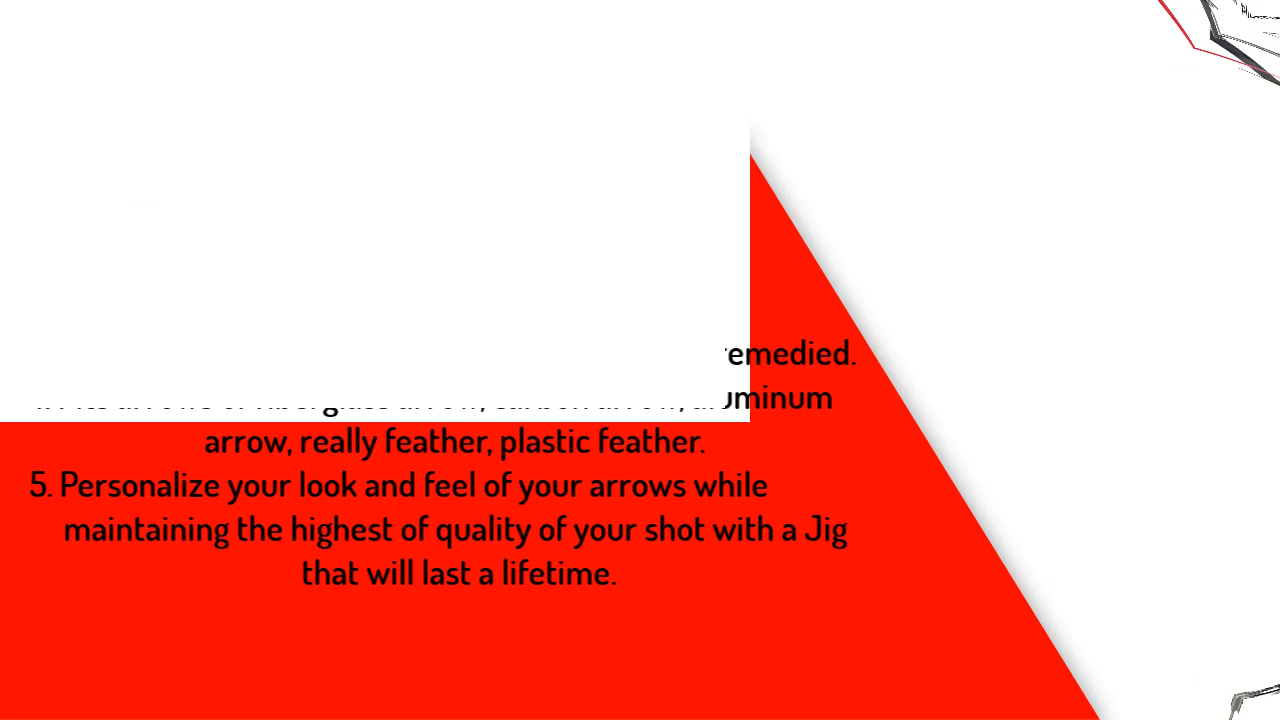 remedied.
arrow, really feather, plastic feather.
5. Personalize your look and feel of your arrows while
maintaining the highest of quality of your shot with a Jig
that will last a lifetime.